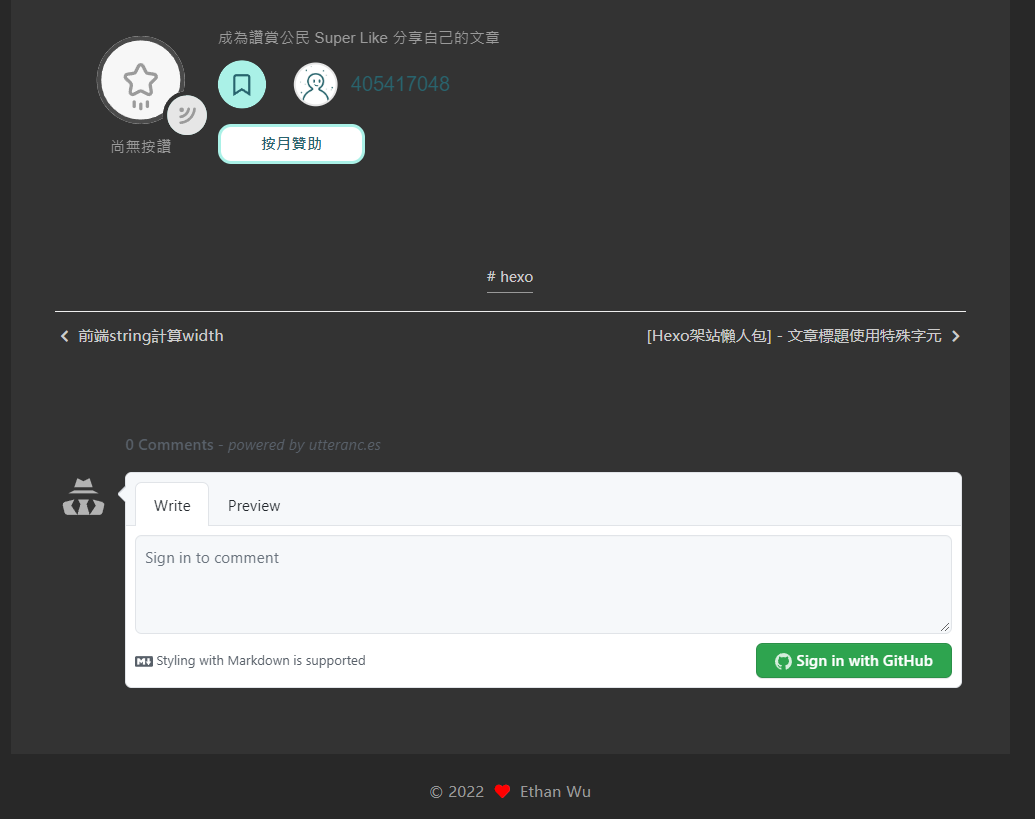 成為讚賞公民 Super Like 分享自己的文章
405417048
尚無按讚
按月贊助
# hexo
前端string計算width
[Hexo架站懶人包] - 文章標題使用特殊字元
0 Comments - powered by utteranc.es
Write Preview
Sign in to comment
Styling with Markdown is supported
Sign in with GitHub
© 2022 Ethan Wu